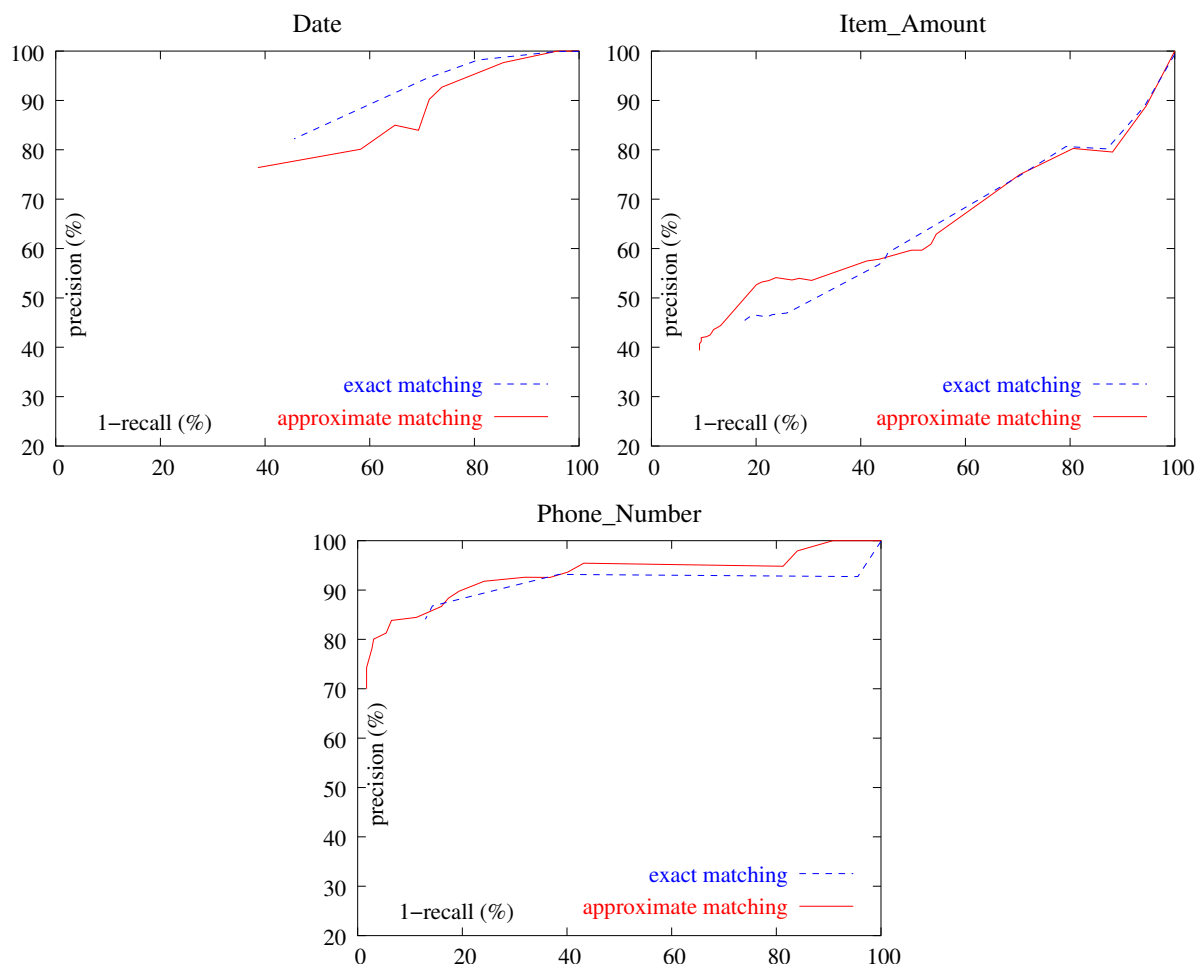 Date
100
90
80
70
60
50
40
30
20
precision (%)
exact matching
approximate matching
1−recall (%)
0 20 40 60 80 100
Item_Amount
100
90
80
70
60
50
40
30
20
precision (%)
exact matching
approximate matching
1−recall (%)
0 20 40 60 80 100
Phone_Number
100
90
80
70
60
50
40
30
20
precision (%)
exact matching
approximate matching
1−recall (%)
0 20 40 60 80 100